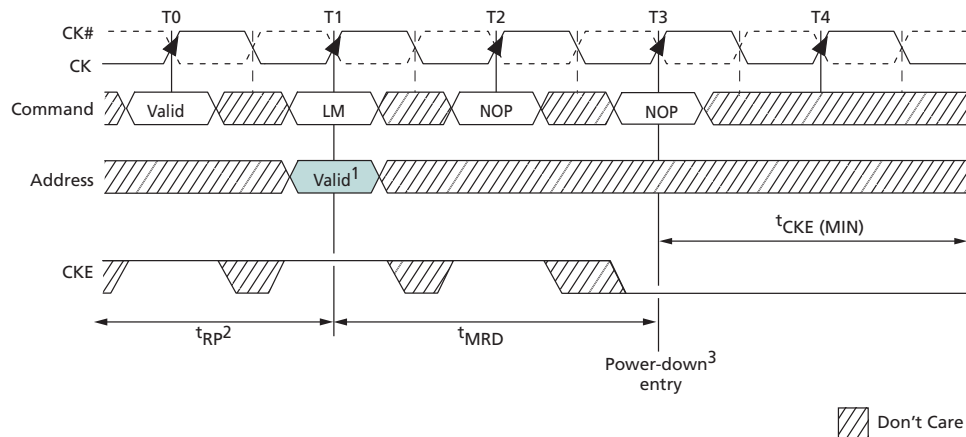 T0 T1 T2 T3 T4
CK#
CK
Command Valid LM NOP NOP
Address Valid1
tCKE (MIN)
CKE
tRP2 tMRD
Power-down3
entry
Don't Care